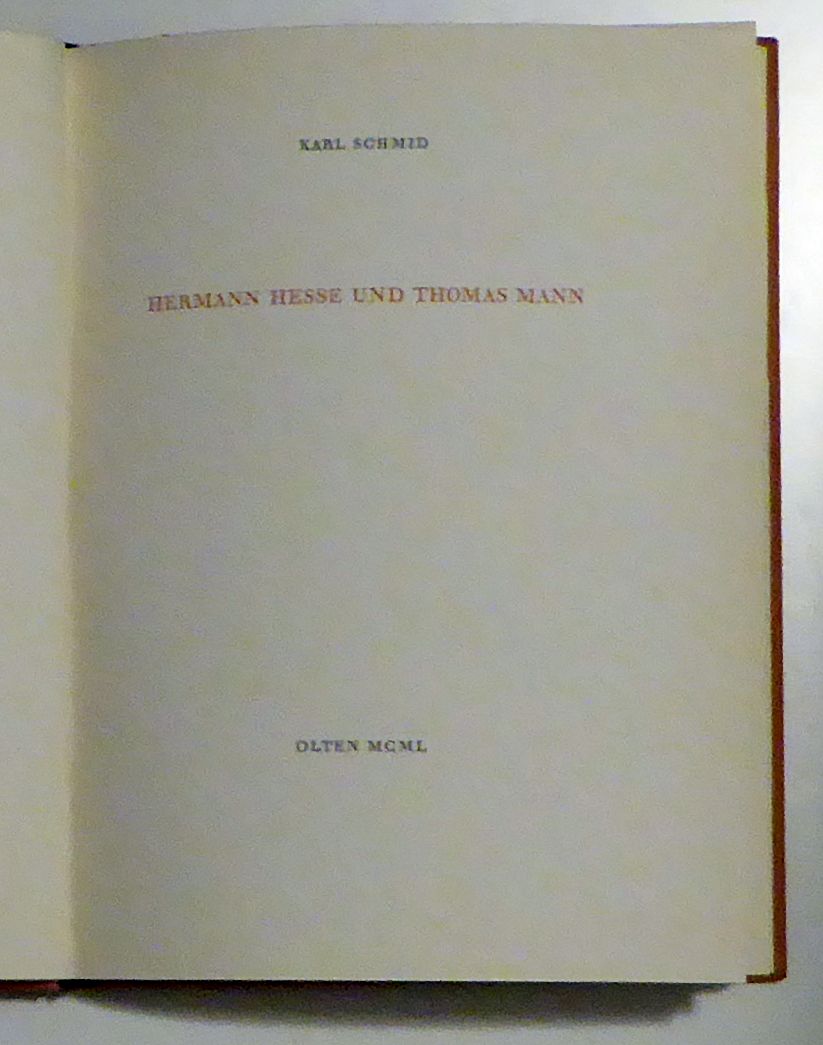 KARL SCHMID
HERMANN HESSE UND THOMAS MANN
OLTEN MCML